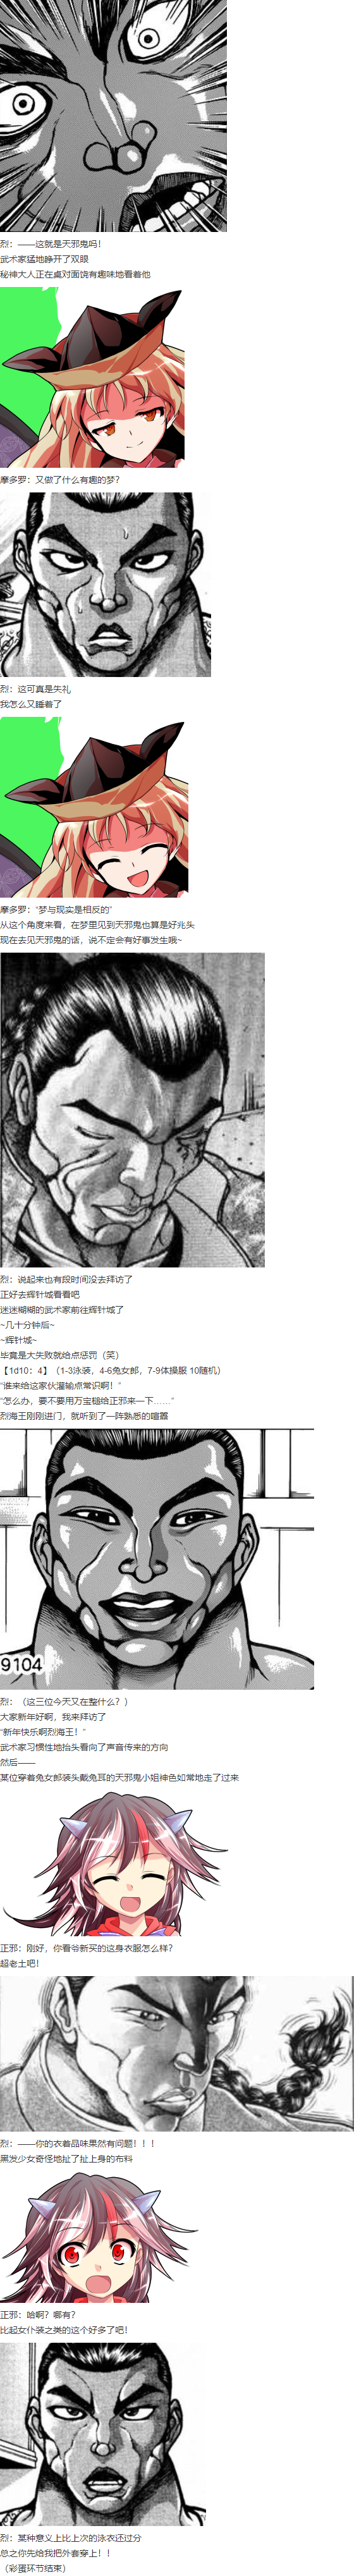 烈：——这就是天邪鬼吗！
武术家猛地睁开了双眼
秘神大人正在桌对面饶有趣味地看着他
摩多罗：又做了什么有趣的梦？
烈：这可真是失礼
我怎么又睡着了
摩多罗：“梦与现实是相反的”
从这个角度来看，在梦里见到天邪鬼也算是好兆头
现在去见天邪鬼的话，说不定会有好事发生哦~
烈：说起来也有段时间没去拜访了
正好去辉针城看看吧
迷迷糊糊的武术家前往辉针城了
~几十分钟后~
~辉针城~
毕竟是大失败就给点惩罚（笑）
【1d10：4】（1-3泳装，4-6兔女郎，7-9体操服 10随机）
“谁来给这家伙灌输点常识啊！”
“怎么办，要不要用万宝槌给正邪来一下……”
烈海王刚刚进门，就听到了一阵熟悉的喧嚣
9104
烈：（这三位今天又在整什么？）
大家新年好啊，我来拜访了
“新年快乐啊烈海王！”
武术家习惯性地抬头看向了声音传来的方向
然后——
某位穿着兔女郎装头戴兔耳的天邪鬼小姐神色如常地走了过来
正邪：刚好，你看爷新买的这身衣服怎么样？
超老土吧！
烈：——你的衣着品味果然有问题！！！
黑发少女奇怪地扯了扯上身的布料
正邪：哈啊？哪有？
比起女仆装之类的这个好多了吧！
烈：某种意义上比上次的泳衣还过分
总之你先给我把外套穿上！！
（彩蛋环节结束）